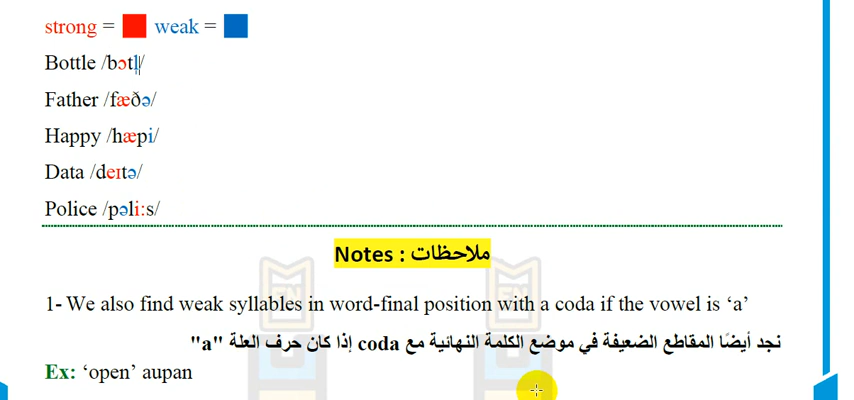 strong = weak =
Bottle /bɔtl̩/
Father /fæðə/
Happy /hæpi/
Data /deɪtə/
Police /pəli:s/
ملاحظات : Notes
1- We also find weak syllables in word-final position with a coda if the vowel is ‘a’
نجد أيضًا المقاطع الضعيفة في موضع الكلمة النهائية مع coda إذا كان حرف العلة "a"
Ex: ‘open’ aupan